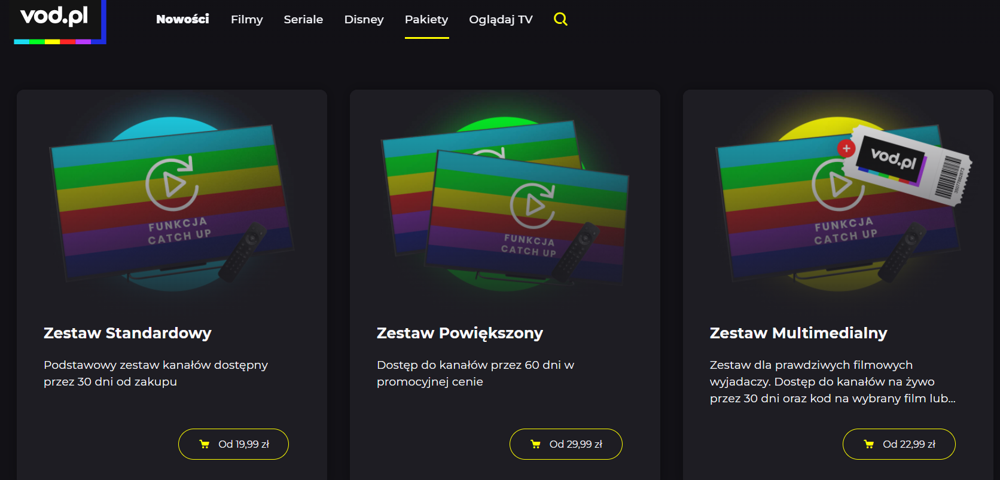 vod.pl
Nowości Filmy Seriale Disney Pakiety Oglądaj TV
FUNKCJA
CATCH UP
FUNKCJA
CATCH UP
vod.pl
FUNKCJA
CATCH UP
Zestaw Standardowy
Podstawowy zestaw kanałów dostępny
przez 30 dni od zakupu
Od 19,99 zł
Zestaw Powiększony
Dostęp do kanałów przez 60 dni w
promocyjnej cenie
Od 29,99 zł
Zestaw Multimedialny
Zestaw dla prawdziwych filmowych
wyjadaczy. Dostęp do kanałów na żywo
przez 30 dni oraz kod na wybrany film lub...
Od 22,99 zł